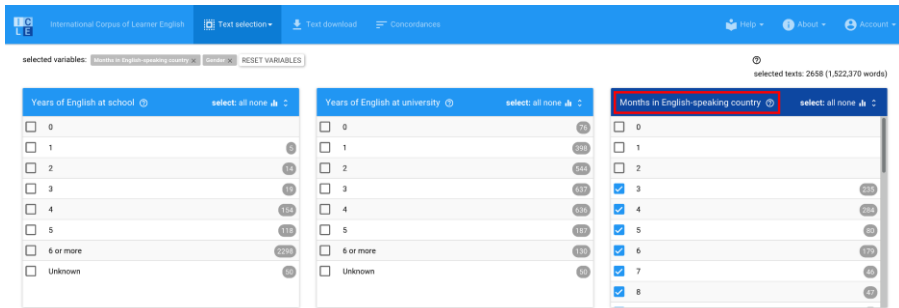 I C L E
International Corpus of Learner English
Text selection
Text download
Concordances
Help
About
Account
selected variables: Months in English-speaking country × Gender × RESET VARIABLES
selected texts: 2658 (1,522,370 words)
Years of English at school select: all none
0
1 5
2 14
3 19
4 154
5 118
6 or more 2298
Unknown 50
Years of English at university select: all none
0 76
1 398
2 544
3 637
4 636
5 187
6 or more 130
Unknown 50
Months in English-speaking country select: all none
0
1
2
3 235
4 284
5 80
6 179
7 46
8 47